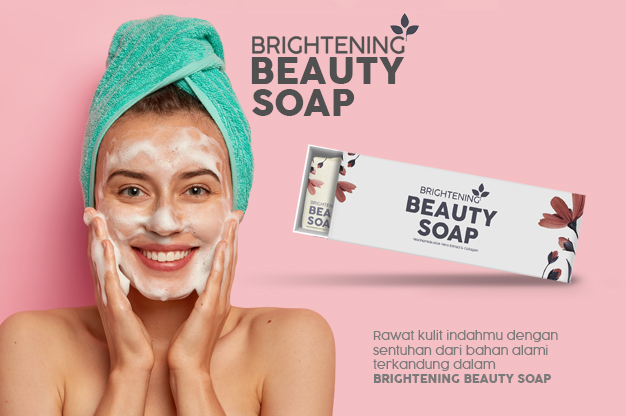 BRIGHTENING
BEAUTY
SOAP
BRIGHTENING
BEAUTY
SOAP
BRIGHTENING
BEAUTY
SOAP
Rawat kulit indahmu dengan
sentuhan dari bahan alami
terkandung dalam
BRIGHTENING BEAUTY SOAP